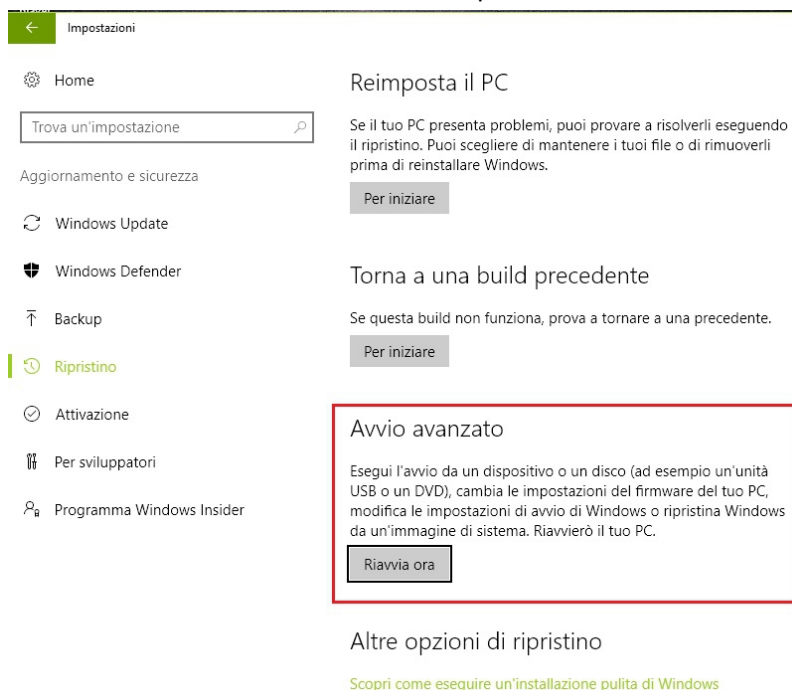 Impostazioni
Home
Trova un'impostazione
Aggiornamento e sicurezza
Windows Update
Windows Defender
Backup
Ripristino
Attivazione
Per sviluppatori
Programma Windows Insider
Reimposta il PC
Se il tuo PC presenta problemi, puoi provare a risolverli eseguendo
il ripristino. Puoi scegliere di mantenere i tuoi file o di rimuoverli
prima di reinstallare Windows.
Per iniziare
Torna a una build precedente
Se questa build non funziona, prova a tornare a una precedente.
Per iniziare
Avvio avanzato
Esegui l'avvio da un dispositivo o un disco (ad esempio un'unità
USB o un DVD), cambia le impostazioni del firmware del tuo PC,
modifica le impostazioni di avvio di Windows o ripristina Windows
da un'immagine di sistema. Riavvierò il tuo PC.
Riavvia ora
Altre opzioni di ripristino
Scopri come eseguire un'installazione pulita di Windows